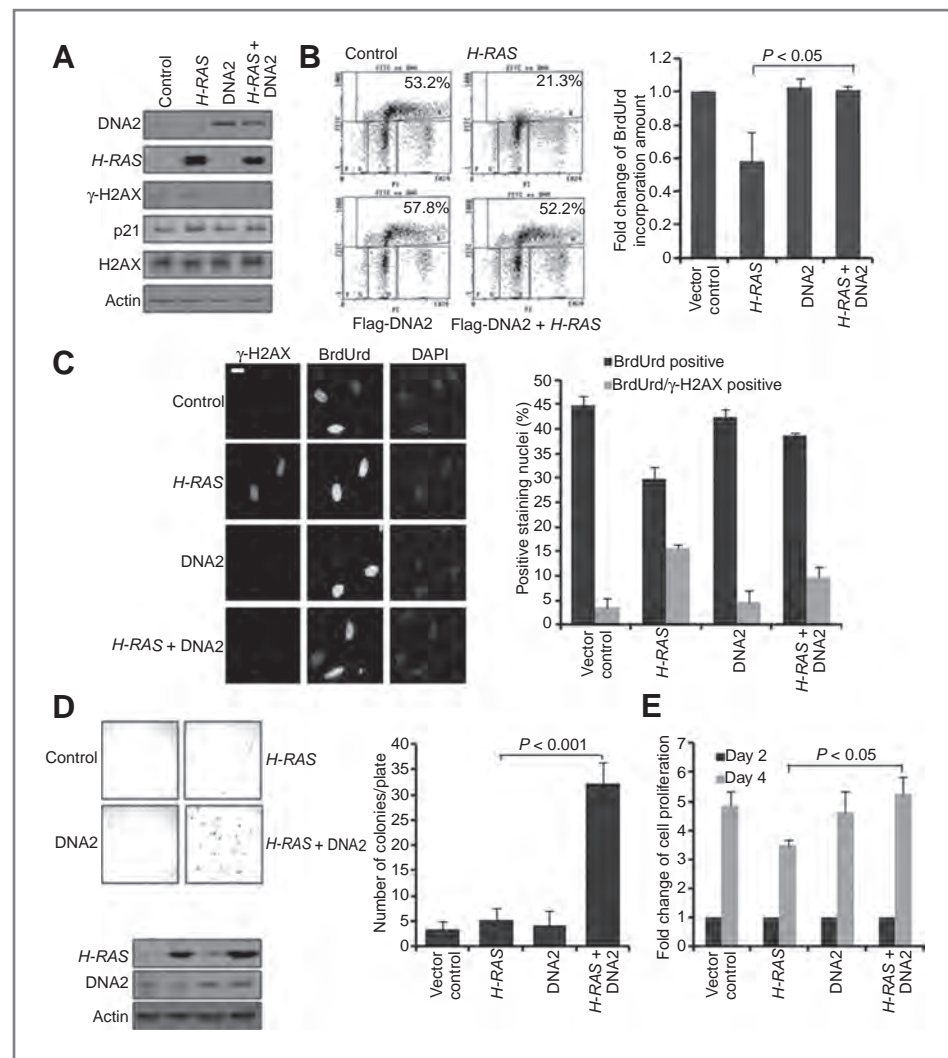 A
Control
H-RAS
DNA2
H-RAS +
DNA2
DNA2
H-RAS
γ-H2AX
p21
H2AX
Actin
B
Control
H-RAS
53.2%
21.3%
57.8%
52.2%
PI
PI
Flag-DNA2
Flag-DNA2 + H-RAS
P < 0.05
Fold change of BrdUrd
incorporation amount
1.2
1.0
0.8
0.6
0.4
0.2
0
Vector
control
H-RAS
DNA2
H-RAS +
DNA2
C
γ-H2AX
BrdUrd
DAPI
Control
H-RAS
DNA2
H-RAS + DNA2
BrdUrd positive
BrdUrd/γ-H2AX positive
Positive staining nuclei (%)
50
45
40
35
30
25
20
15
10
5
0
Vector
control
H-RAS
DNA2
H-RAS +
DNA2
D
Control
H-RAS
DNA2
H-RAS + DNA2
H-RAS
DNA2
Actin
P < 0.001
Number of colonies/plate
40
35
30
25
20
15
10
5
0
Vector
control
H-RAS
DNA2
H-RAS +
DNA2
E
Day 2
Day 4
P < 0.05
Fold change of cell proliferation
7
6
5
4
3
2
1
0
Vector
control
H-RAS
DNA2
H-RAS +
DNA2